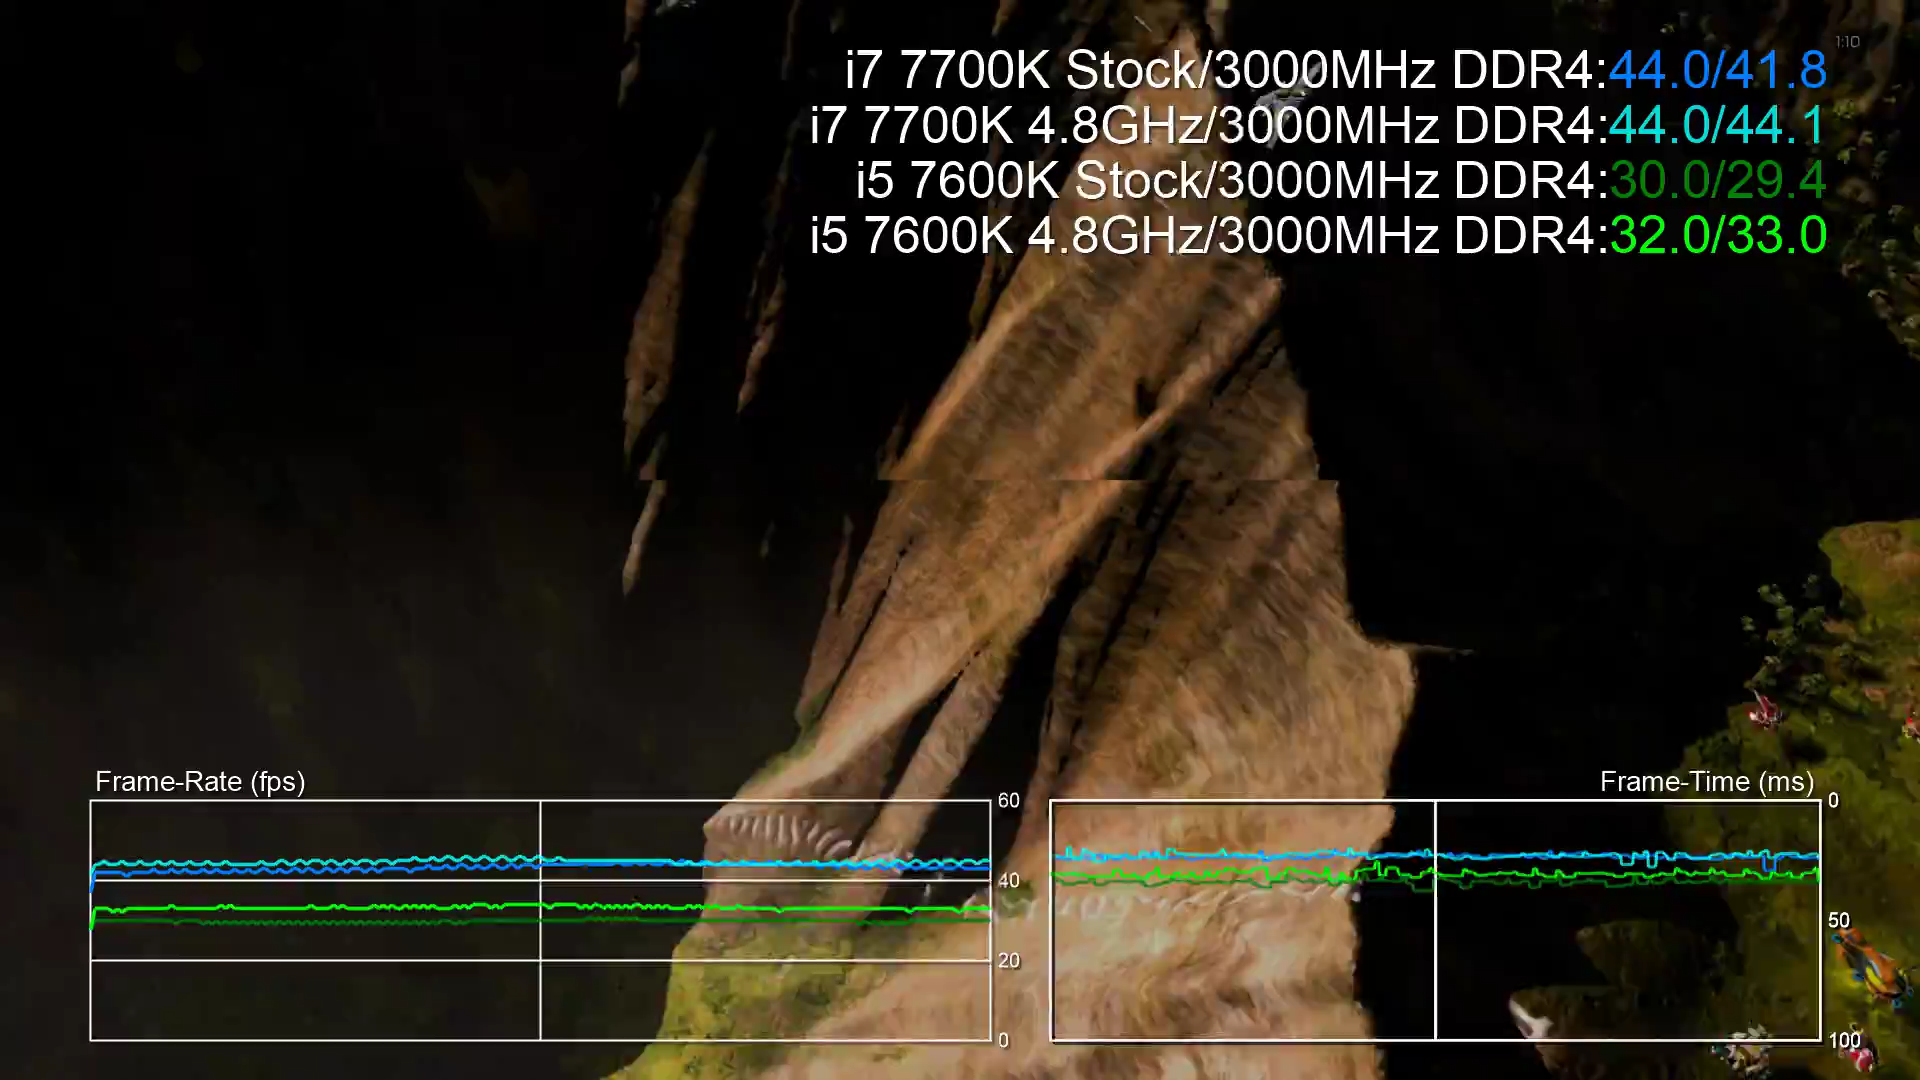 1:10
i7 7700K Stock/3000MHz DDR4:44.0/41.8
i7 7700K 4.8GHz/3000MHz DDR4:44.0/44.1
i5 7600K Stock/3000MHz DDR4:30.0/29.4
i5 7600K 4.8GHz/3000MHz DDR4:32.0/33.0
Frame-Rate (fps)
60
40
20
0
Frame-Time (ms)
0
50
100